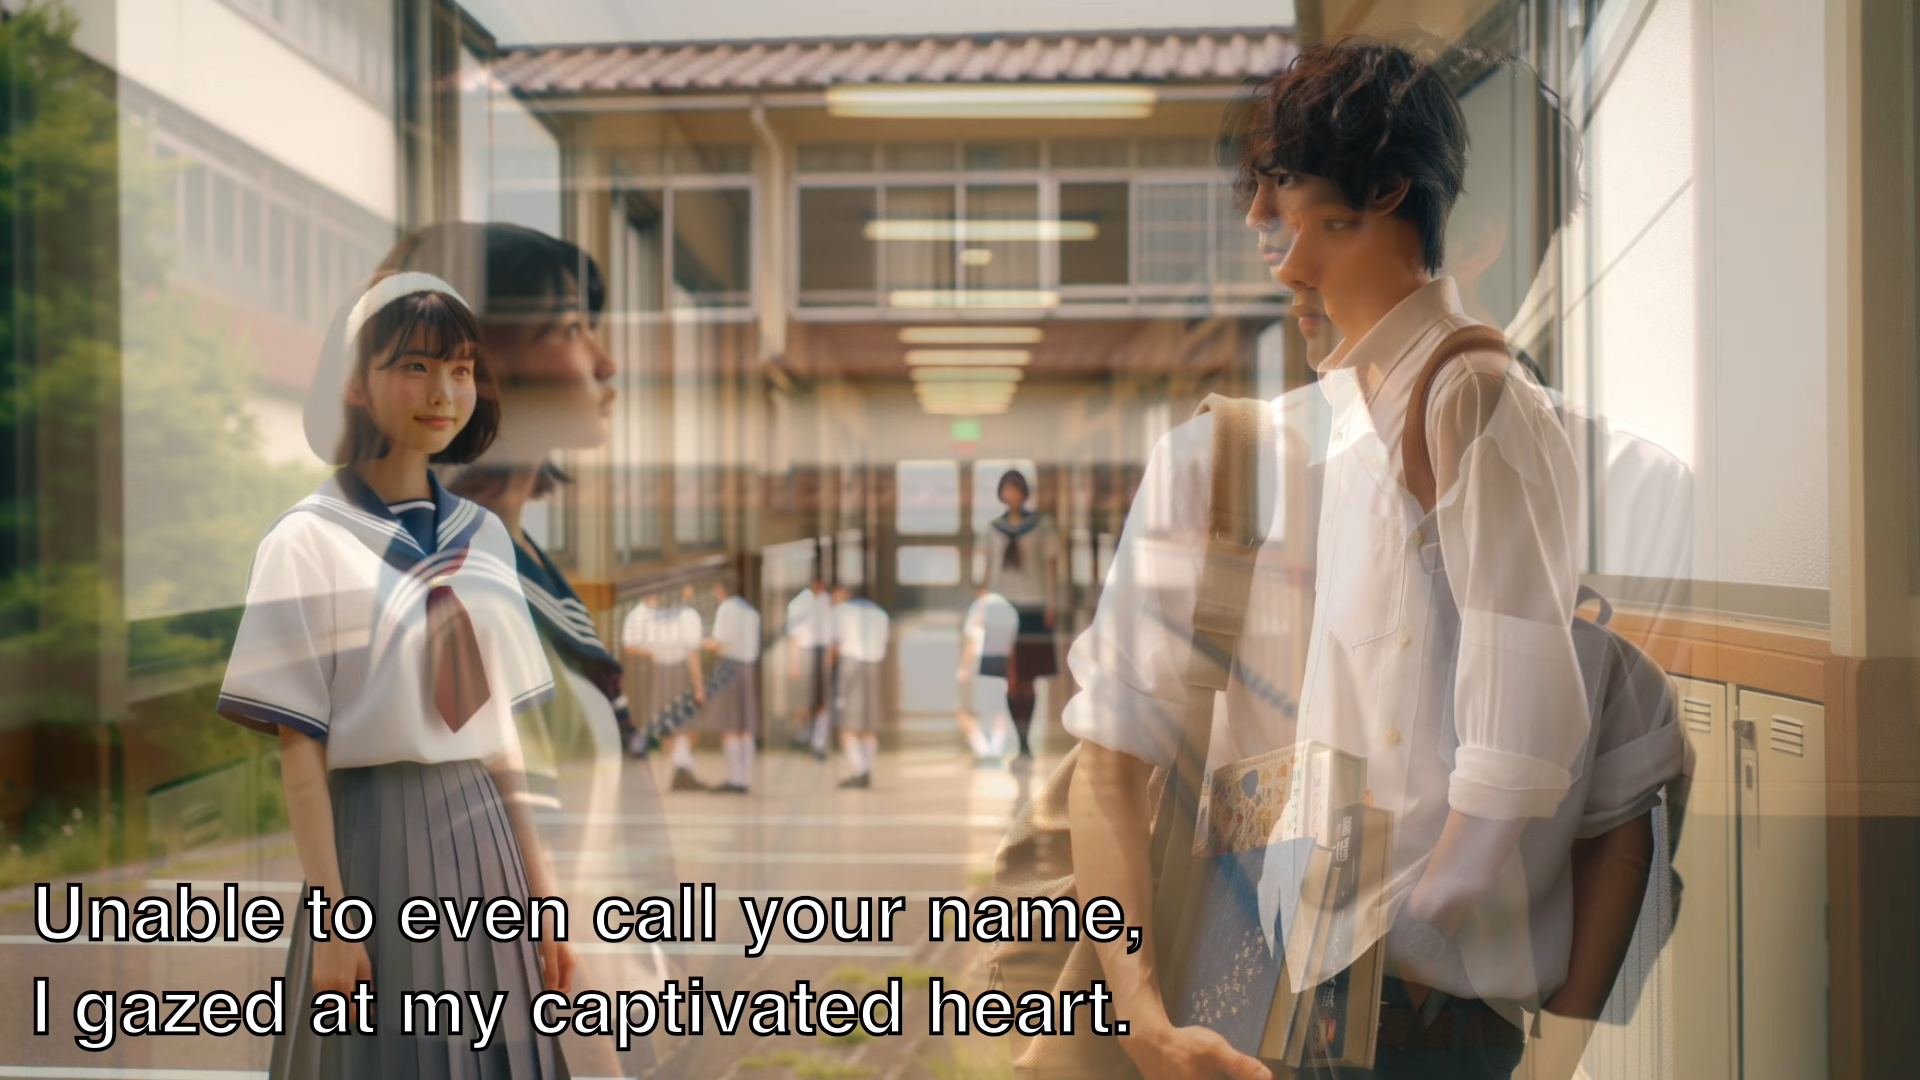 Unable to even call your name,
I gazed at my captivated heart.